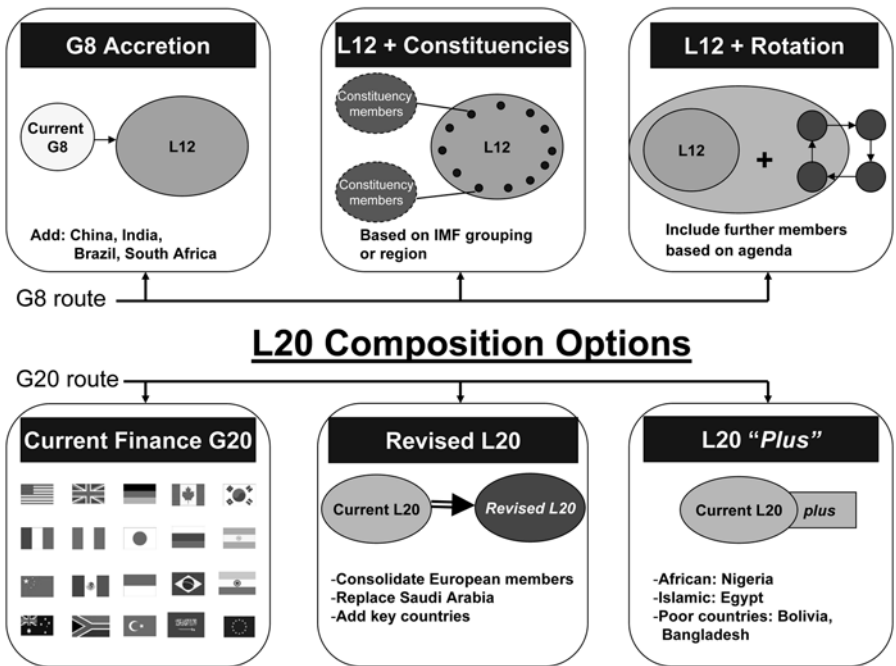 G8 Accretion
Current
G8
L12
Add: China, India,
Brazil, South Africa
L12 + Constituencies
Constituency
members
L12
Constituency
members
Based on IMF grouping
or region
L12 + Rotation
L12
+
Include further members
based on agenda
G8 route
L20 Composition Options
G20 route
Current Finance G20
Revised L20
Current L20
Revised L20
-Consolidate European members
-Replace Saudi Arabia
-Add key countries
L20 “Plus”
Current L20
plus
-African: Nigeria
-Islamic: Egypt
-Poor countries: Bolivia,
Bangladesh